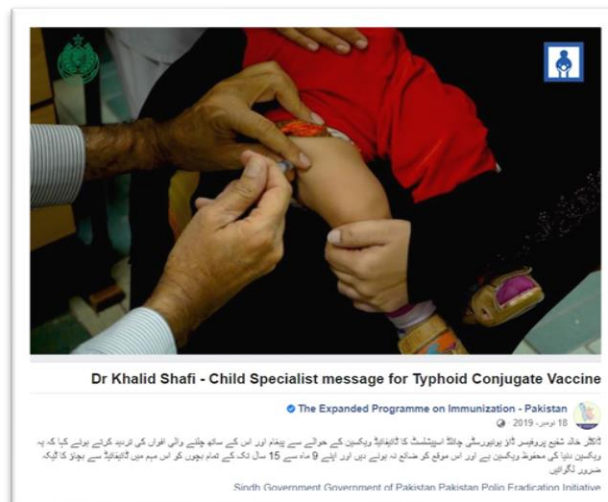 Dr Khalid Shafi - Child Specialist message for Typhoid Conjugate Vaccine
The Expanded Programme on Immunization - Pakistan
18 نومبر، 2019
ڈاکٹر خالد شفیع پروفیسر ڈاؤ یونیورسٹی چائلڈ اسپیشلسٹ کا ٹائیفائیڈ ویکسین کے حوالے سے پیغام اور اس کے ساتھ چلنے والی افواں کی تردید کرتے ہوئے کہا کہ یہ
ویکسین دنیا کی محفوظ ویکسین ہے اور اس موقع کو ضائع نہ ہونے دیں اور اپنے 9 ماہ سے 15 سال تک کے تمام بچوں کو اس مہم میں ٹائیفائیڈ سے بچاؤ کا ٹیکہ
ضرور لگوائیں
Sindh Government Government of Pakistan Pakistan Polio Eradication Initiative